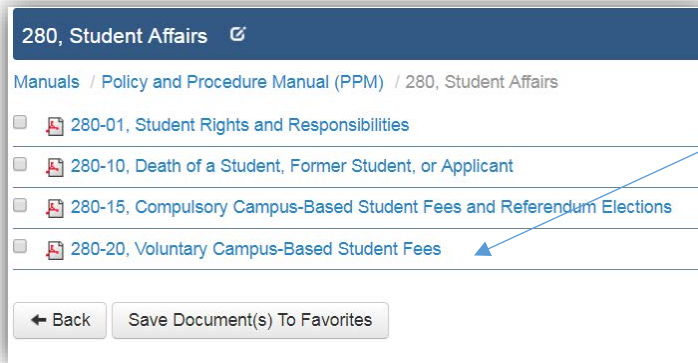 280, Student Affairs
Manuals / Policy and Procedure Manual (PPM) / 280, Student Affairs
280-01, Student Rights and Responsibilities
280-10, Death of a Student, Former Student, or Applicant
280-15, Compulsory Campus-Based Student Fees and Referendum Elections
280-20, Voluntary Campus-Based Student Fees
Back Save Document(s) To Favorites